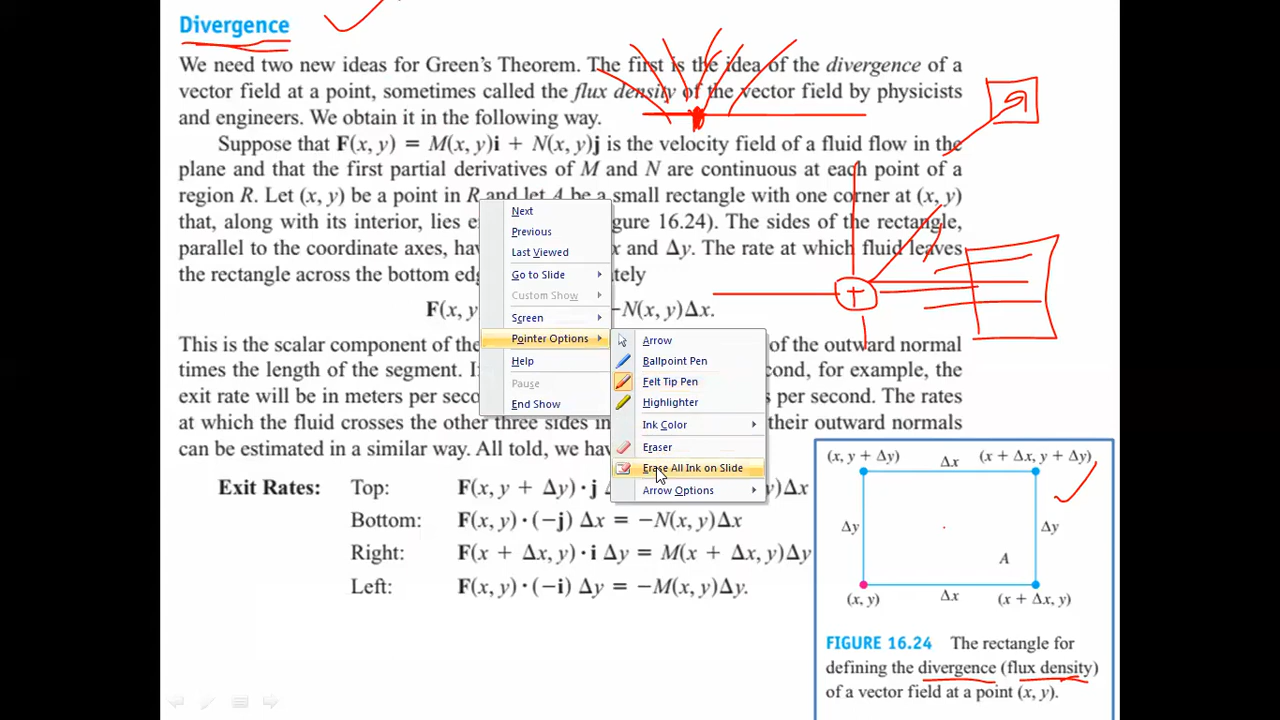 Divergence
We need two new ideas for Green's Theorem. The first is the idea of the divergence of a
vector field at a point, sometimes called the flux density of the vector field by physicists
and engineers. We obtain it in the following way.
Suppose that F(x, y) = M(x, y)i + N(x, y)j is the velocity field of a fluid flow in the
plane and that the first partial derivatives of M and N are continuous at each point of a
region R. Let (x, y) be a point in R and let A be a small rectangle with one corner at (x, y)
that, along with its interior, lies gure 16.24). The sides of the rectangle,
parallel to the coordinate axes, and Δy. The rate at which fluid leaves
the rectangle across the bottom
F(x, y −N(x, y)Δx.
This is the scalar component of the of the outward normal
times the length of the segment. for example, the
exit rate will be in meters per per second. The rates
at which the fluid crosses the other three sides in their outward normals
can be estimated in a similar way. All told, we
Exit Rates: Top: F(x, y + Δy) · j y)Δx
Bottom: F(x, y) · (−j) Δx = −N(x, y)Δx
Right: F(x + Δx, y) · i Δy = M(x + Δx, y)Δy
Left: F(x, y) · (−i) Δy = −M(x, y)Δy.
Next
Previous
Last Viewed
Go to Slide
Custom Show
Screen
Pointer Options
Help
Pause
End Show
Arrow
Ballpoint Pen
Felt Tip Pen
Highlighter
Ink Color
Eraser
Erase All Ink on Slide
Arrow Options
+
(x, y + Δy) Δx (x + Δx, y + Δy)
Δy Δy
A
(x, y) Δx (x + Δx, y)
FIGURE 16.24 The rectangle for
defining the divergence (flux density)
of a vector field at a point (x, y).